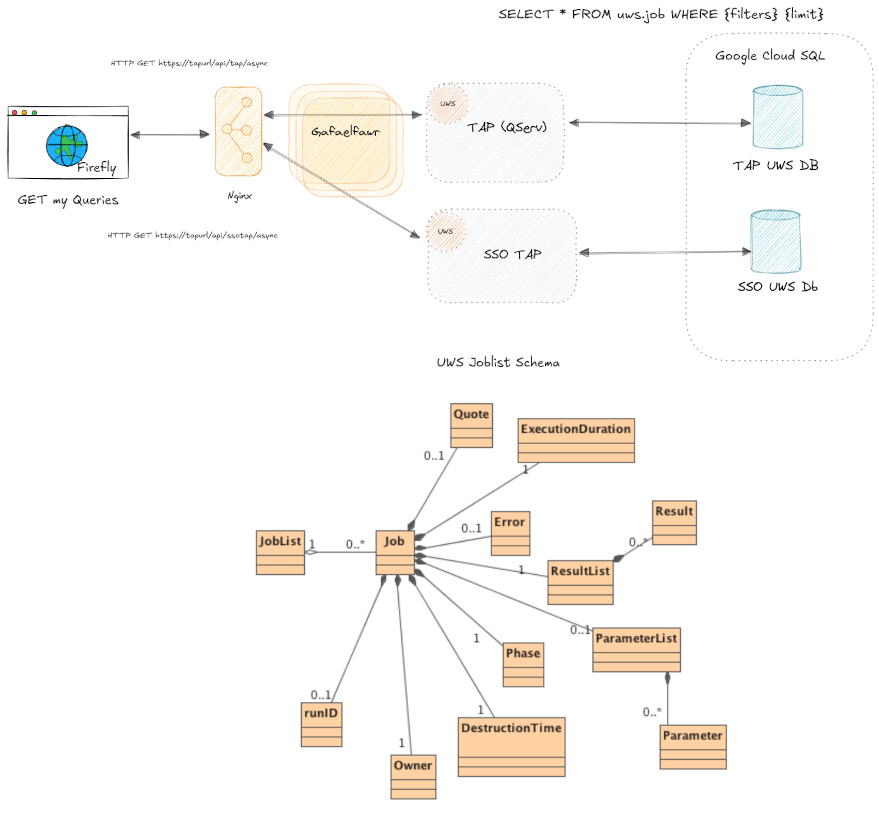 SELECT * FROM uws.job WHERE {filters} {limit}
Google Cloud SQL
HTTP GET https://tapurl/api/tap/async
UWS
Gafaelfawr
TAP (QServ)
Firefly
TAP UWS DB
GET my Queries
Nginx
HTTP GET https://tapurl/api/ssotap/async
UWS
SSO TAP
SSO UWS Db
UWS Joblist Schema
Quote
ExecutionDuration
0..1
1
Result
Error
0..1
JobList
1
0..*
Job
0..*
1
ResultList
0..1
ParameterList
1
Phase
0..1
runID
1
DestructionTime
0..*
Parameter
1
Owner